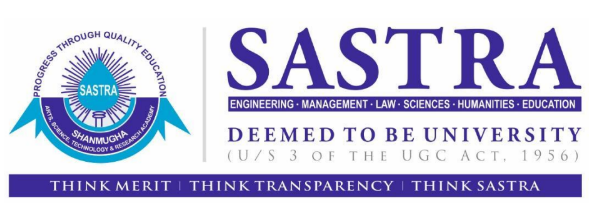 PROGRESS THROUGH QUALITY EDUCATION
SASTRA
SHANMUGHA
ARTS, SCIENCE, TECHNOLOGY & RESEARCH ACADEMY
SASTRA
ENGINEERING · MANAGEMENT · LAW · SCIENCES · HUMANITIES · EDUCATION
DEEMED TO BE UNIVERSITY
(U/S 3 OF THE UGC ACT, 1956)
THINK MERIT | THINK TRANSPARENCY | THINK SASTRA